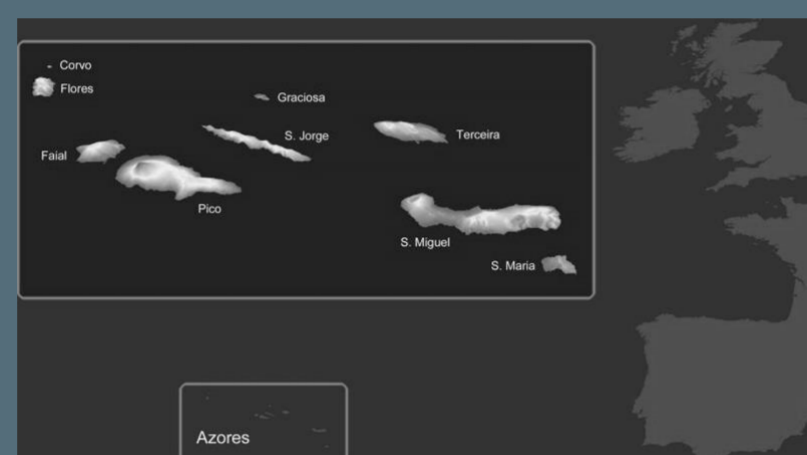 Corvo
Flores
Graciosa
S. Jorge
Terceira
Faial
Pico
S. Miguel
S. Maria
Azores